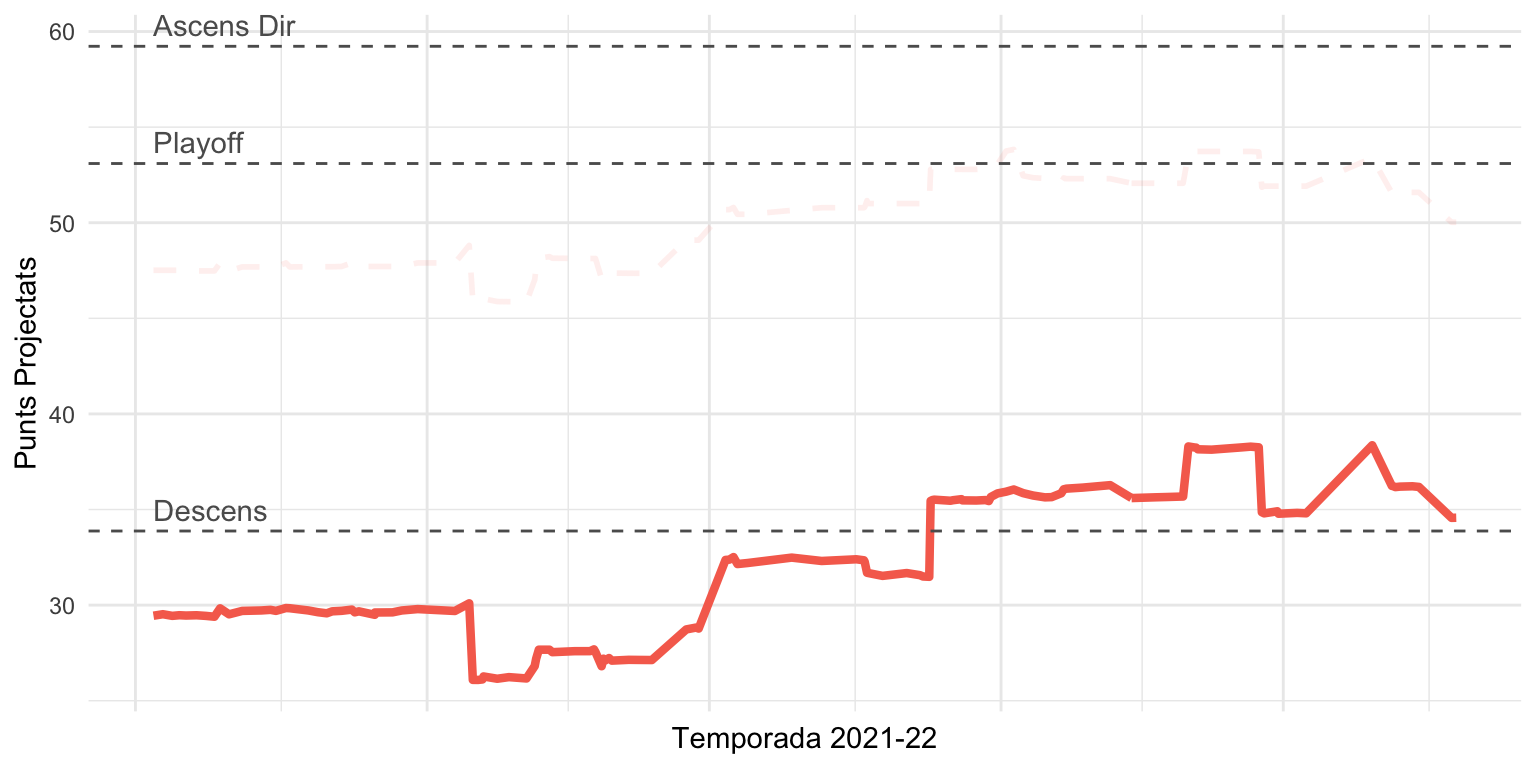 60
Ascens Dir
Playoff
50
Punts Projectats
40
Descens
30
Temporada 2021-22